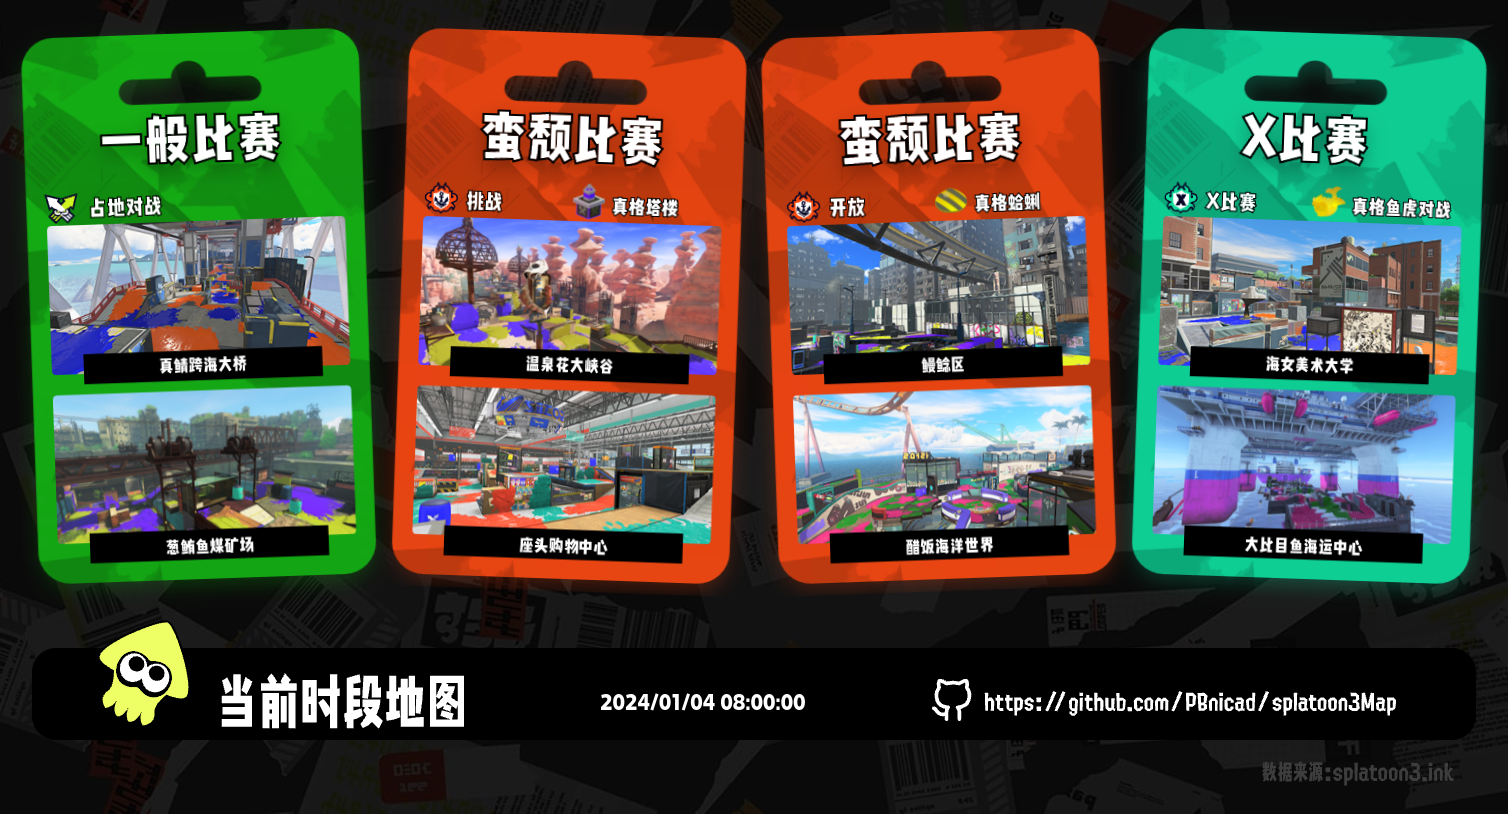 一般比赛
占地对战
真鲭跨海大桥
葱鲔鱼煤矿场
蛮颓比赛
挑战
真格塔楼
温泉花大峡谷
座头购物中心
蛮颓比赛
开放
真格蛤蜊
鳗鲶区
醋饭海洋世界
X比赛
X比赛
真格鱼虎对战
海女美术大学
大比目鱼海运中心
当前时段地图
2024/01/04 08:00:00
https://github.com/PBnicad/splatoon3Map
数据来源:splatoon3.ink